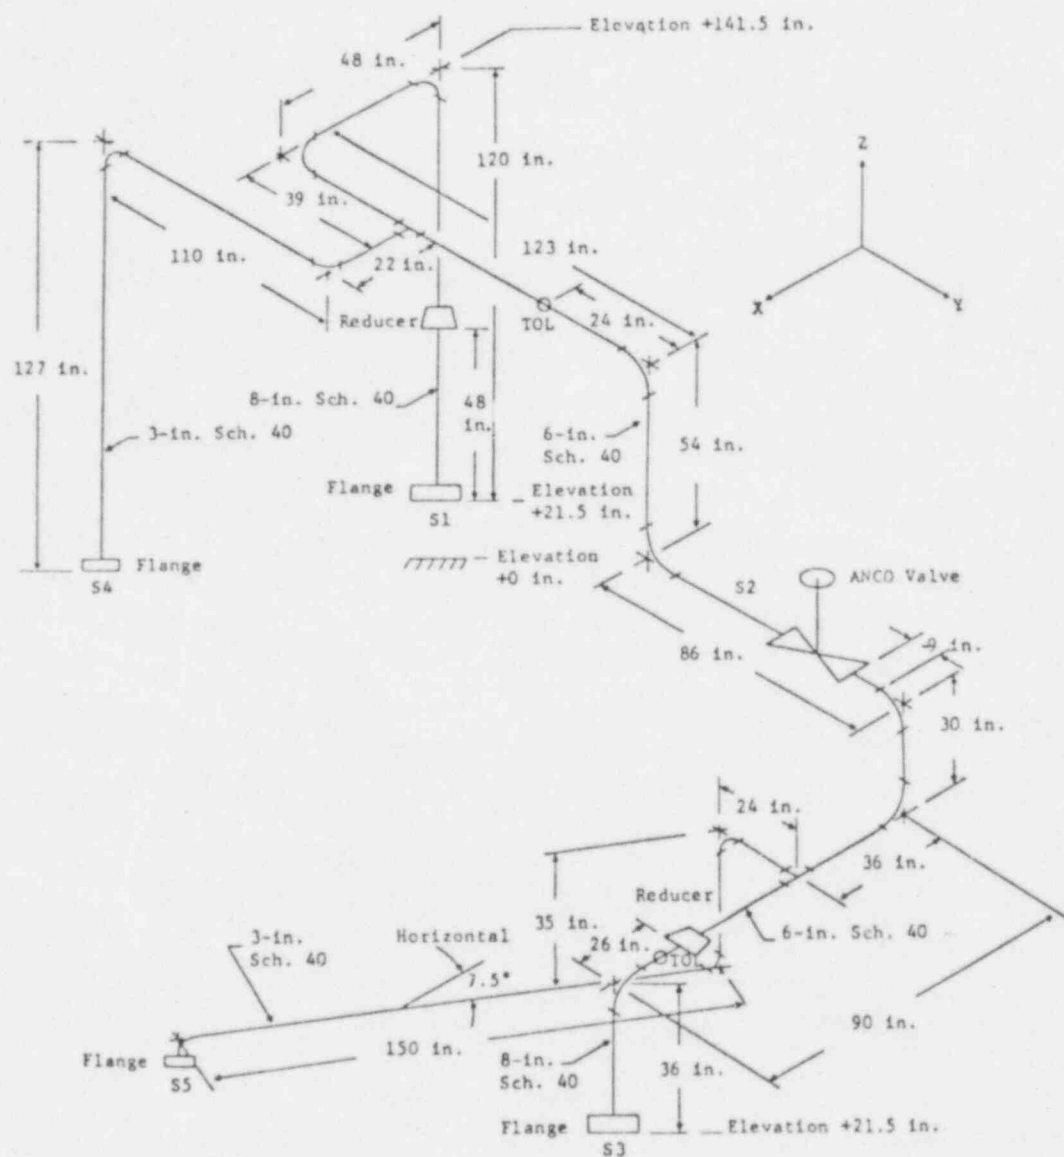 Elevation +141.5 in.
48 in.
Z
120 in.
39 in.
123 in.
110 in.
22 in.
X
Y
Reducer
TOL
24 in.
127 in.
8-in. Sch. 40
48
in.
6-in.
Sch. 40
54 in.
3-in. Sch. 40
Flange
Elevation
+21.5 in.
S1
Flange
S4
Elevation
+0 in.
S2
ANCO Valve
9 in.
86 in.
30 in.
24 in.
36 in.
Reducer
3-in.
Sch. 40
Horizontal
35 in.
26 in.
6-in. Sch. 40
TOL
7.5°
90 in.
Flange
150 in.
8-in.
Sch. 40
36 in.
S5
Flange
Elevation +21.5 in.
S3